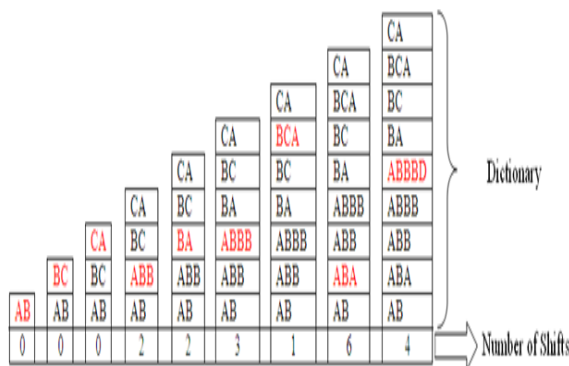 CA
CA BCA
CA BCA BC
CA BCA BC BA
CA BC BC BA ABBBD Dictionary
CA BC BA BA ABBB ABBB
CA BC BA ABBB ABBB ABB ABB
BC BC ABB ABB ABB ABB ABA ABA
AB AB AB AB AB AB AB AB AB
0 0 0 2 2 3 1 6 4 Number of Shifts